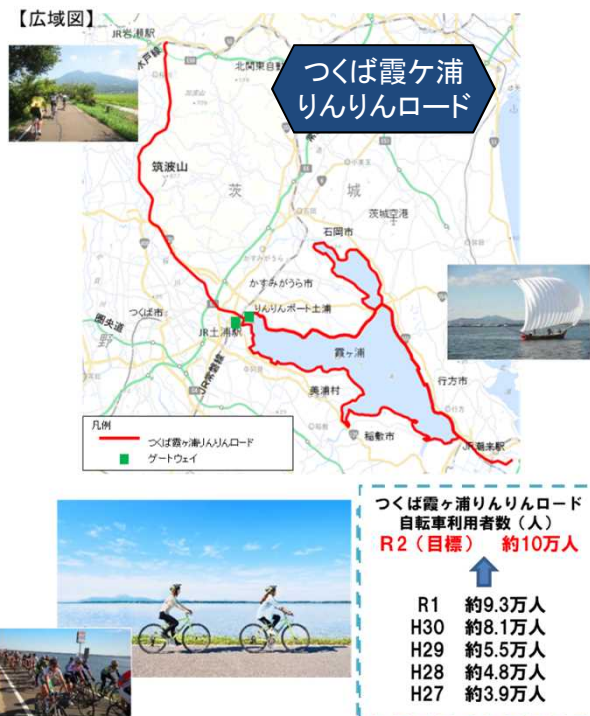 【広域図】
JR岩瀬駅
水戸線
北関東自動
つくば霞ケ浦
りんりんロード
筑波山
茨
城
茨城空港
石岡市
かすみがうら市
つくば市
りんりんポート土浦
圏央道
JR土浦駅
野
霞ヶ浦
JR常磐線
美浦村
行方市
稲敷市
JR潮来駅
凡例
つくば霞ヶ浦りんりんロード
ゲートウェイ
つくば霞ヶ浦りんりんロード
自転車利用者数（人）
R2（目標） 約10万人
R1 約9.3万人
H30 約8.1万人
H29 約5.5万人
H28 約4.8万人
H27 約3.9万人